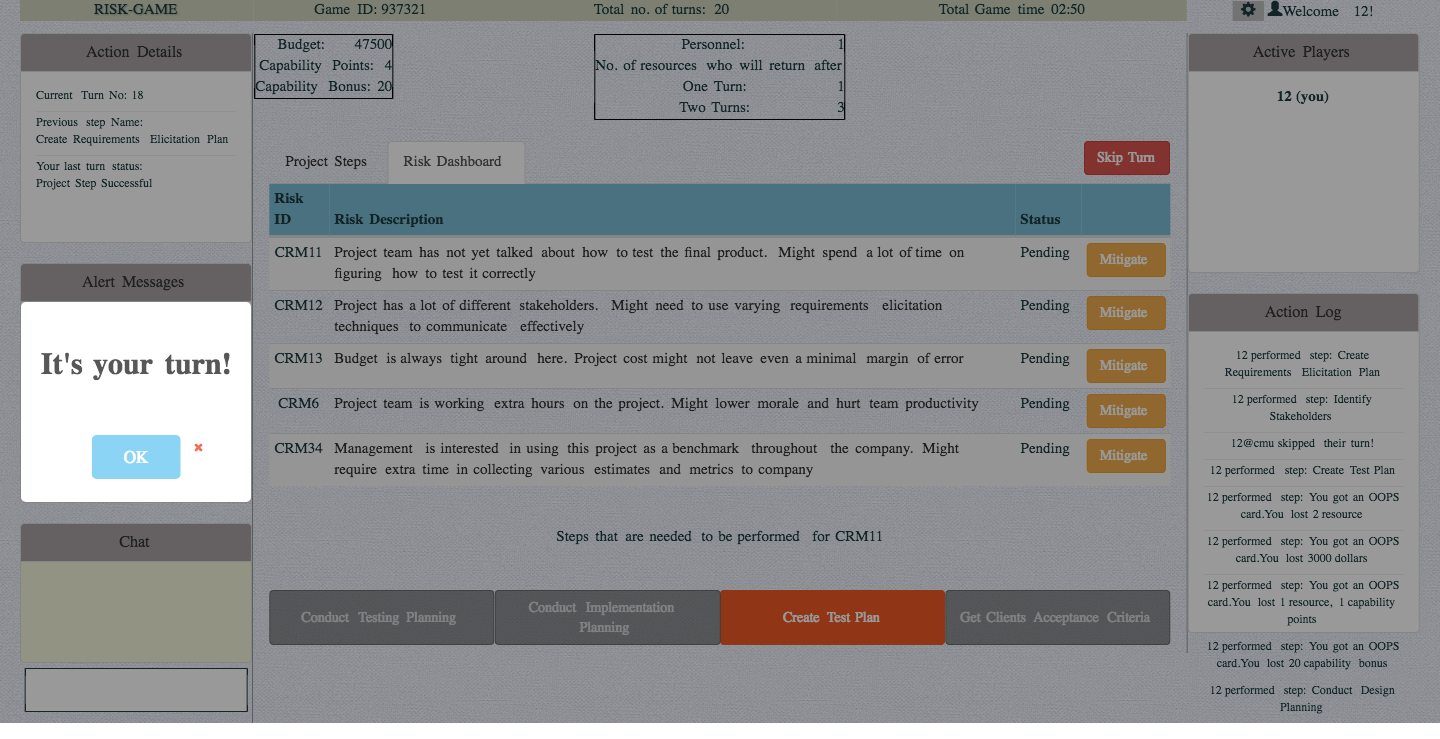 RISK-GAME
Game ID: 937321
Total no. of turns: 20
Total Game time 02:50
Welcome 12!
Action Details
Current Turn No: 18
Previous step Name:
Create Requirements Elicitation Plan
Your last turn status:
Project Step Successful
Alert Messages
It's your turn!
OK
Chat
Budget: 47500
Capability Points: 4
Capability Bonus: 20
Personnel: 1
No. of resources who will return after
One Turn: 1
Two Turns: 3
Project Steps
Risk Dashboard
Skip Turn
Risk
ID
Risk Description
Status
CRM11
Project team has not yet talked about how to test the final product. Might spend a lot of time on
figuring how to test it correctly
Pending
Mitigate
CRM12
Project has a lot of different stakeholders. Might need to use varying requirements elicitation
techniques to communicate effectively
Pending
Mitigate
CRM13
Budget is always tight around here. Project cost might not leave even a minimal margin of error
Pending
Mitigate
CRM6
Project team is working extra hours on the project. Might lower morale and hurt team productivity
Pending
Mitigate
CRM34
Management is interested in using this project as a benchmark throughout the company. Might
require extra time in collecting various estimates and metrics to company
Pending
Mitigate
Steps that are needed to be performed for CRM11
Conduct Testing Planning
Conduct Implementation
Planning
Create Test Plan
Get Clients Acceptance Criteria
Active Players
12 (you)
Action Log
12 performed step: Create
Requirements Elicitation Plan
12 performed step: Identify
Stakeholders
12@cmu skipped their turn!
12 performed step: Create Test Plan
12 performed step: You got an OOPS
card.You lost 2 resource
12 performed step: You got an OOPS
card.You lost 3000 dollars
12 performed step: You got an OOPS
card.You lost 1 resource, 1 capability
points
12 performed step: You got an OOPS
card.You lost 20 capability bonus
12 performed step: Conduct Design
Planning